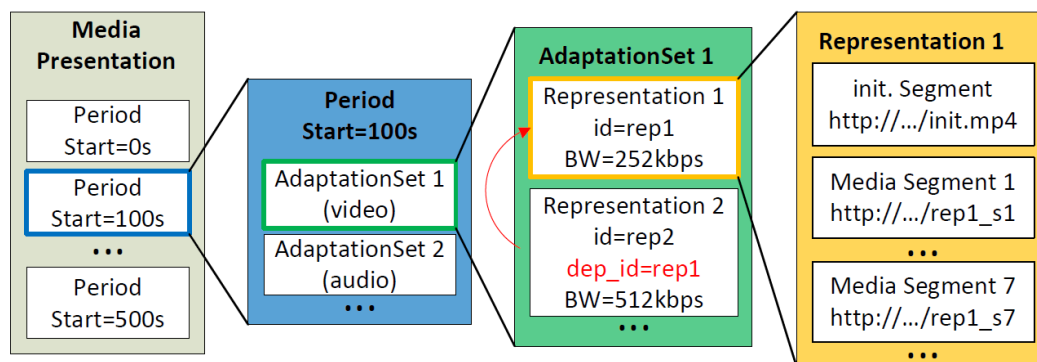 Media
Presentation
Period
Start=0s
Period
Start=100s
•••
Period
Start=500s
Period
Start=100s
AdaptationSet 1
(video)
AdaptationSet 2
(audio)
•••
AdaptationSet 1
Representation 1
id=rep1
BW=252kbps
Representation 2
id=rep2
dep_id=rep1
BW=512kbps
•••
Representation 1
init. Segment
http://.../init.mp4
Media Segment 1
http://.../rep1_s1
•••
Media Segment 7
http://.../rep1_s7
•••